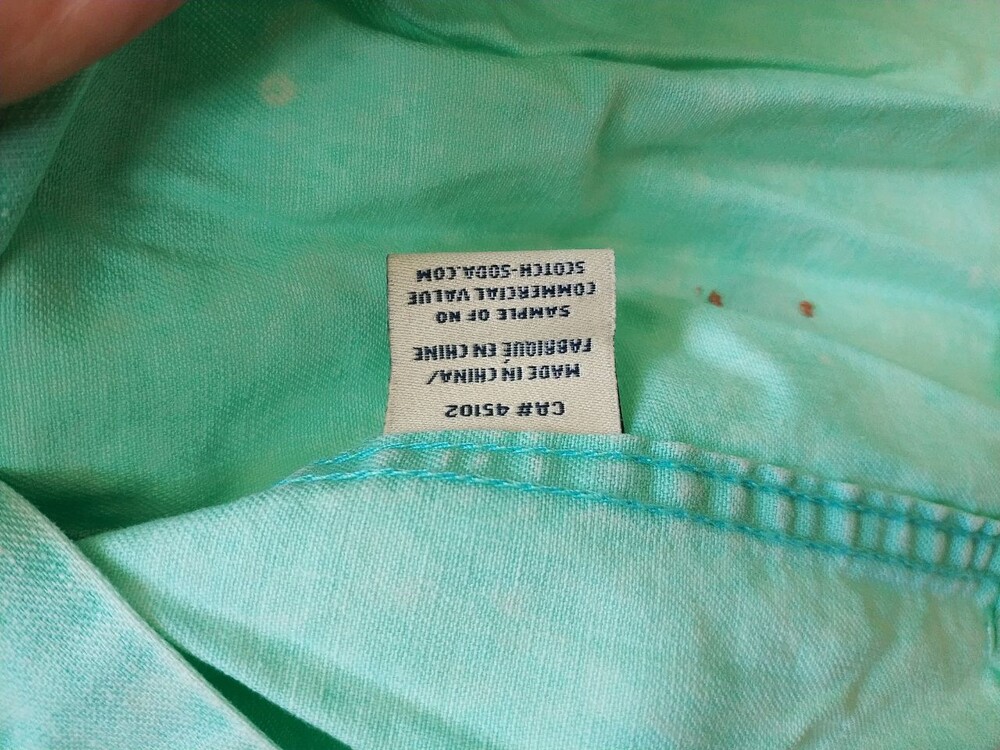 CA# 45102
MADE IN CHINA/
FABRIQUÉ EN CHINE
SAMPLE OF NO
COMMERCIAL VALUE
SCOTCH-SODA.COM